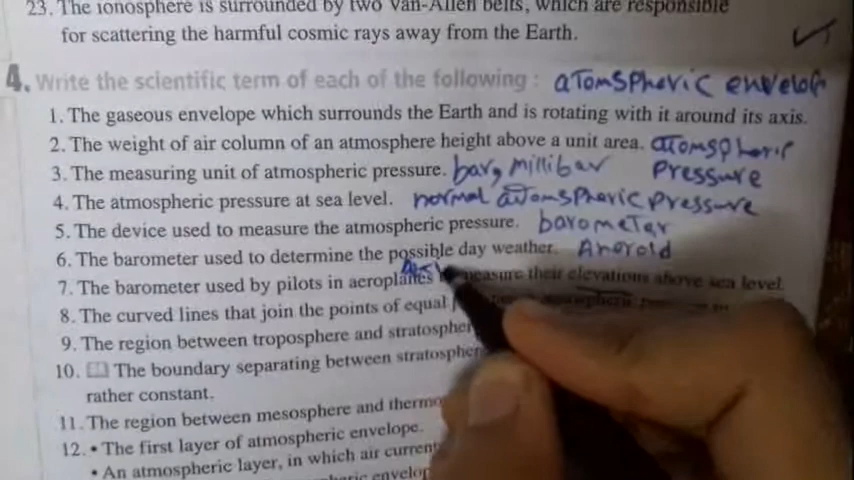 23. The ionosphere is surrounded by two Van-Allen belts, which are responsible
for scattering the harmful cosmic rays away from the Earth.
4. Write the scientific term of each of the following : aTomspheric envelop
1. The gaseous envelope which surrounds the Earth and is rotating with it around its axis.
2. The weight of air column of an atmosphere height above a unit area. aTomspheric
pressure
3. The measuring unit of atmospheric pressure. bar, millibar
4. The atmospheric pressure at sea level. normal aTomspheric pressure
5. The device used to measure the atmospheric pressure. barometer
6. The barometer used to determine the possible day weather. Aneroid
7. The barometer used by pilots in aeroplanes measure their elevations above sea level.
8. The curved lines that join the points of equal
9. The region between troposphere and
10. The boundary separating between
rather constant.
11. The region between mesosphere and
12. • The first layer of atmospheric envelope.
• An atmospheric layer, in which air